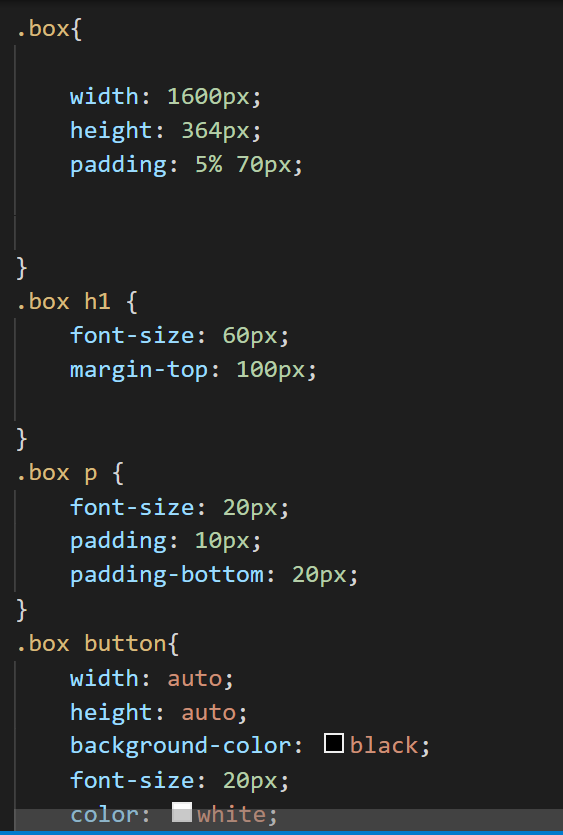 .box{
width: 1600px;
height: 364px;
padding: 5% 70px;
}
.box h1 {
font-size: 60px;
margin-top: 100px;
}
.box p {
font-size: 20px;
padding: 10px;
padding-bottom: 20px;
}
.box button{
width: auto;
height: auto;
background-color: black;
font-size: 20px;
color: white;